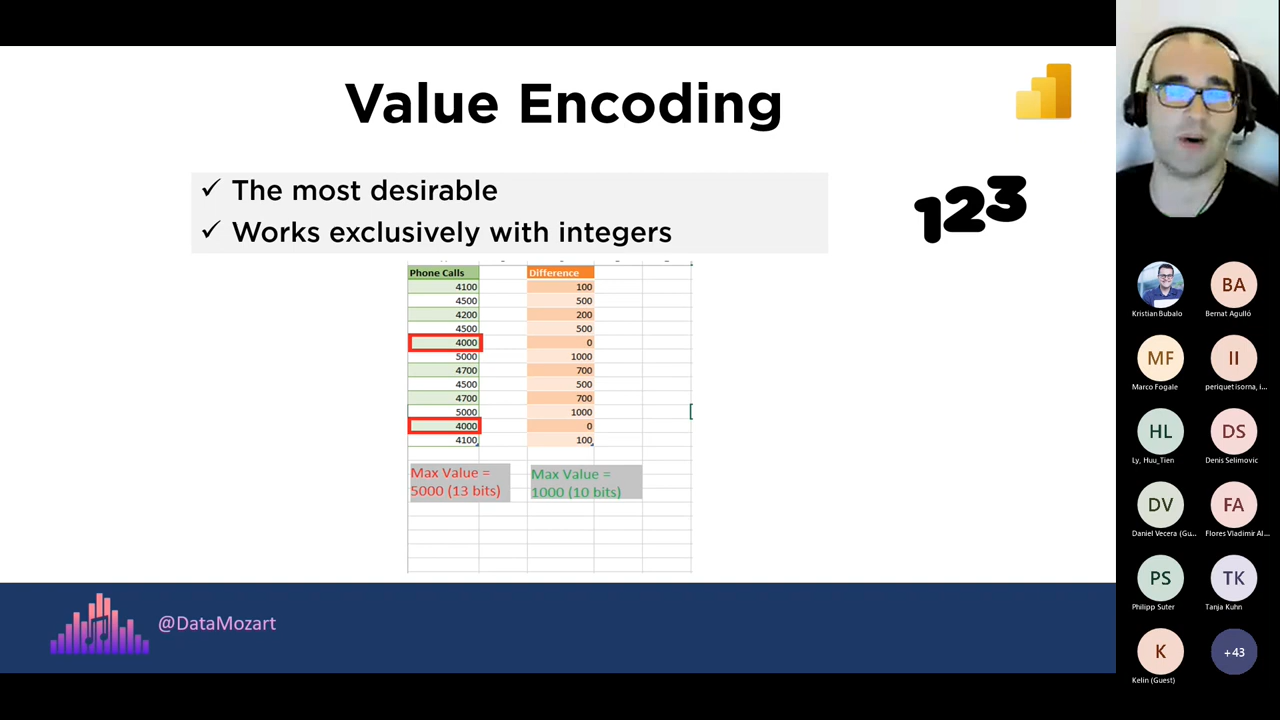 Value Encoding
✓ The most desirable
✓ Works exclusively with integers
123
Phone Calls Difference
4100 100
4500 500
4200 200
4500 500
4000 0
5000 1000
4700 700
4500 500
4700 700
5000 1000
4000 0
4100 100
Max Value =
5000 (13 bits)
Max Value =
1000 (10 bits)
@DataMozart
BA
Kristian Bubalo Bernat Agulló
MF II
Marco Fogale periquet isorna, i...
HL DS
Ly, Huu_Tien Denis Selimovic
DV FA
Daniel Vecera (Gu... Flores Vladimir Al...
PS TK
Philipp Suter Tanja Kuhn
K +43
Kelin (Guest)